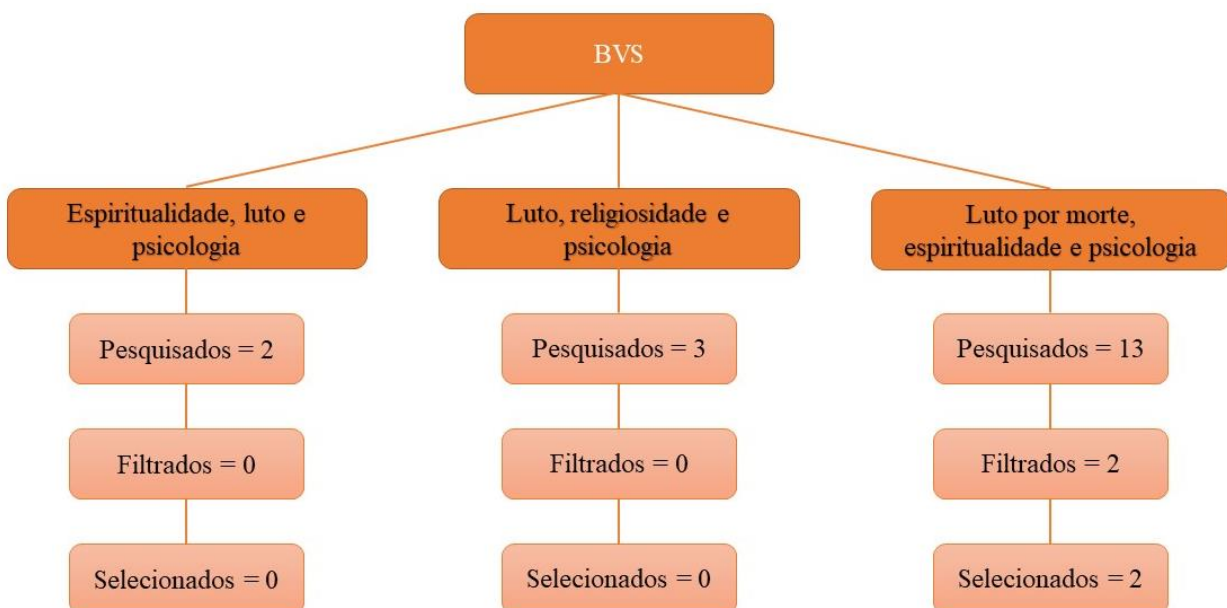 BVS
Espiritualidade, luto e
psicologia
Pesquisados = 2
Filtrados = 0
Selecionados = 0
Luto, religiosidade e
psicologia
Pesquisados = 3
Filtrados = 0
Selecionados = 0
Luto por morte,
espiritualidade e psicologia
Pesquisados = 13
Filtrados = 2
Selecionados = 2